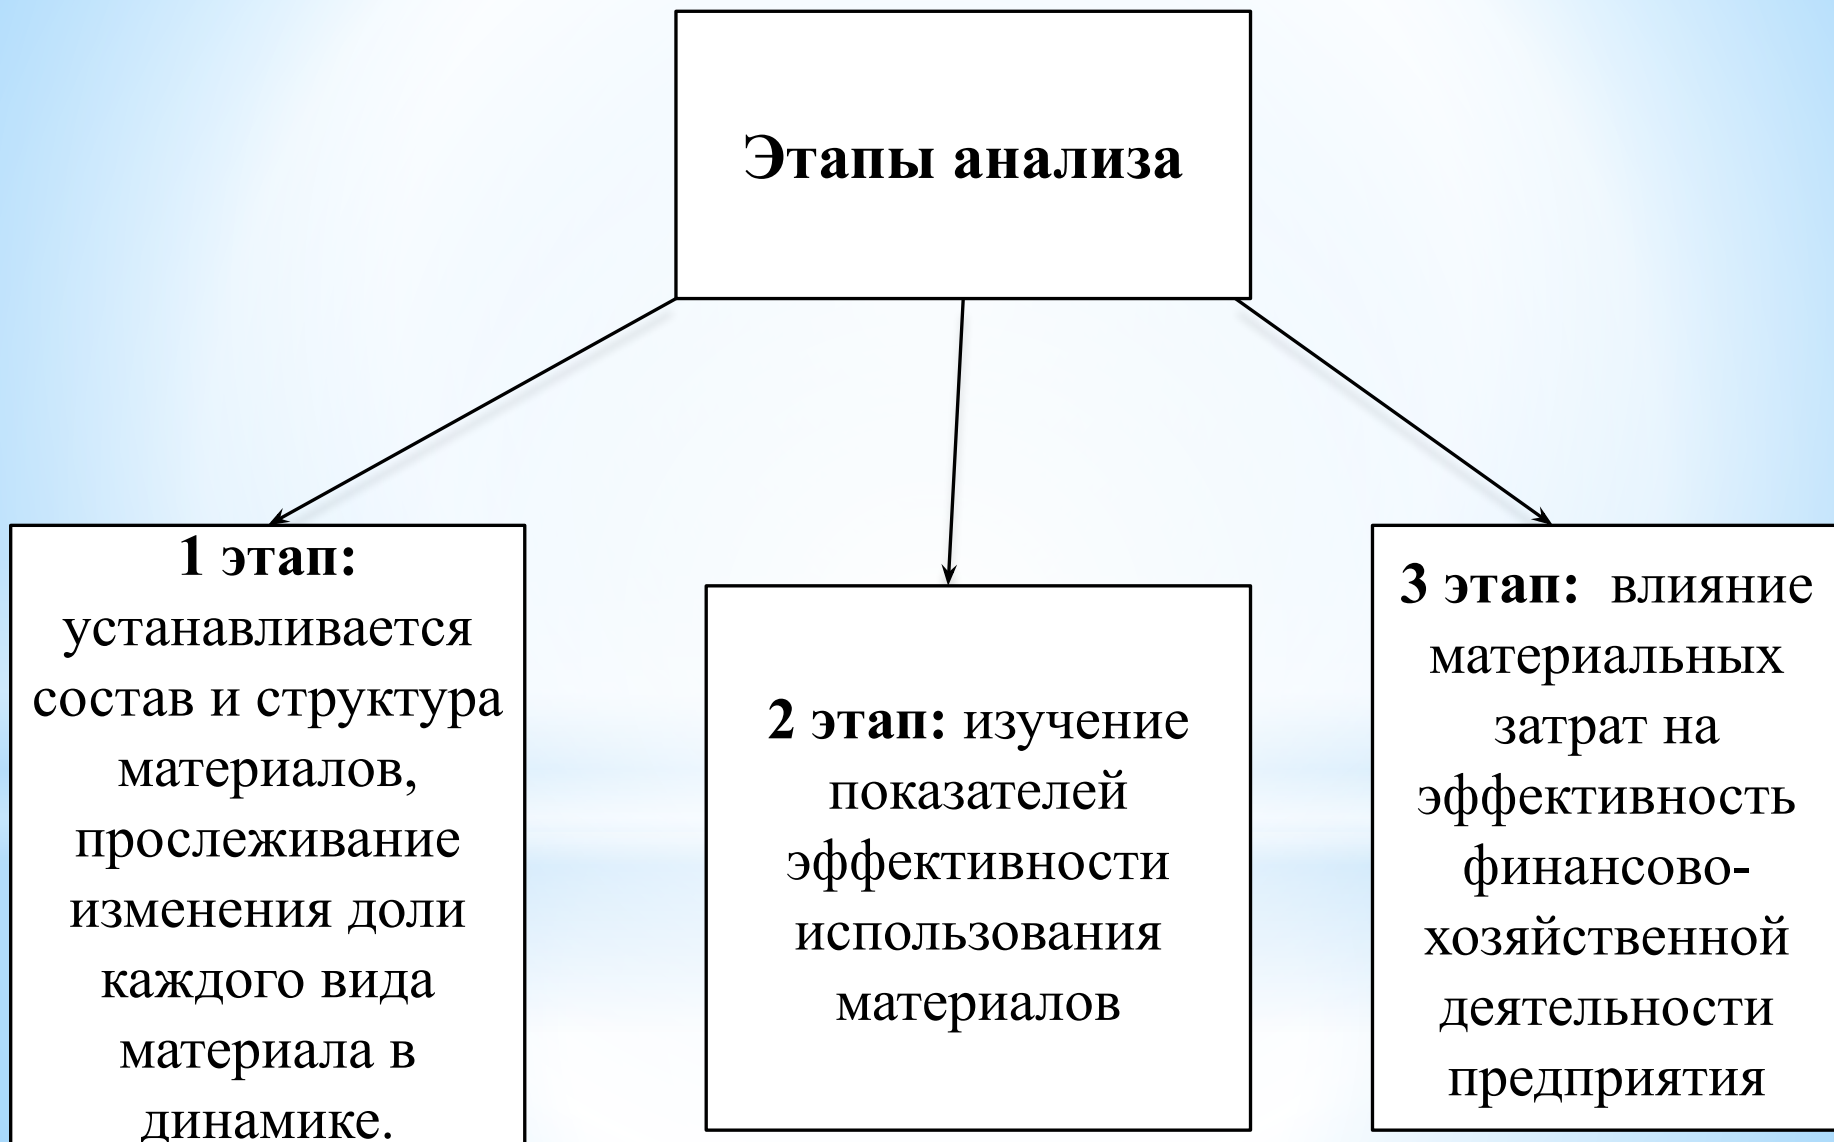 Этапы анализа
1 этап:
устанавливается
состав и структура
материалов,
прослеживание
изменения доли
каждого вида
материала в
динамике.
2 этап: изучение
показателей
эффективности
использования
материалов
3 этап:  влияние
материальных
затрат на
эффективность
финансово-
хозяйственной
деятельности
предприятия